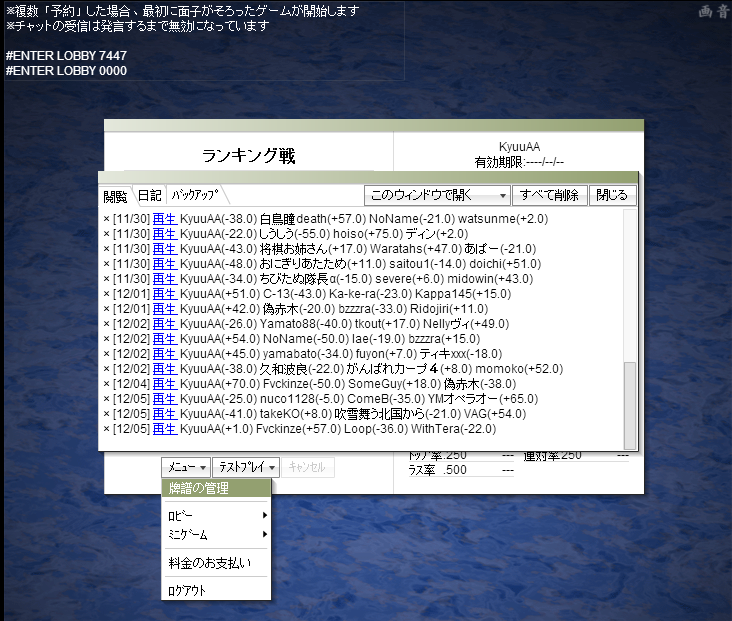 ※複数「予約」した場合、最初に面子がそろったゲームが開始します
画 音
※チャットの受信は発言するまで無効になっています
#ENTER LOBBY 7447
#ENTER LOBBY 0000
ランキング戦
KyuuAA
有効期限:----/--/--
閲覧 日記 バックアップ このウィンドウで開く すべて削除 閉じる
× [11/30] 再生 KyuuAA(-38.0) 白鳥瞳death(+57.0) NoName(-21.0) watsunme(+2.0)
× [11/30] 再生 KyuuAA(-22.0) しうしう(-55.0) hoiso(+75.0) ディン(+2.0)
× [11/30] 再生 KyuuAA(-43.0) 将棋お姉さん(+17.0) Waratahs(+47.0) あばー(-21.0)
× [11/30] 再生 KyuuAA(-48.0) おにぎりあたため(+11.0) saitou1(-14.0) doichi(+51.0)
× [11/30] 再生 KyuuAA(-34.0) ちびたぬ隊長α(-15.0) severe(+6.0) midowin(+43.0)
× [12/01] 再生 KyuuAA(+51.0) C-13(-43.0) Ka-ke-ra(-23.0) Kappa145(+15.0)
× [12/01] 再生 KyuuAA(+42.0) 偽赤木(-20.0) bzzzra(-33.0) Ridojiri(+11.0)
× [12/02] 再生 KyuuAA(-26.0) Yamato88(-40.0) tkout(+17.0) Nellyヴィ(+49.0)
× [12/02] 再生 KyuuAA(+54.0) NoName(-50.0) lae(-19.0) bzzzra(+15.0)
× [12/02] 再生 KyuuAA(+45.0) yamabato(-34.0) fuyon(+7.0) ティキxxx(-18.0)
× [12/02] 再生 KyuuAA(-38.0) 久和波良(-22.0) がんばれカープ４(+8.0) momoko(+52.0)
× [12/04] 再生 KyuuAA(+70.0) Fvckinze(-50.0) SomeGuy(+18.0) 偽赤木(-38.0)
× [12/05] 再生 KyuuAA(-25.0) nuco1128(-5.0) ComeB(-35.0) YMオペラオー(+65.0)
× [12/05] 再生 KyuuAA(-41.0) takeKO(+8.0) 吹雪舞う北国から(-21.0) VAG(+54.0)
× [12/05] 再生 KyuuAA(+1.0) Fvckinze(+57.0) Loop(-36.0) WithTera(-22.0)
トップ率.250 --- 連対率.250 ---
ラス率 .500 ---
メニュー テストプレイ キャンセル
牌譜の管理
ロビー
ミニゲーム
料金のお支払い
ログアウト